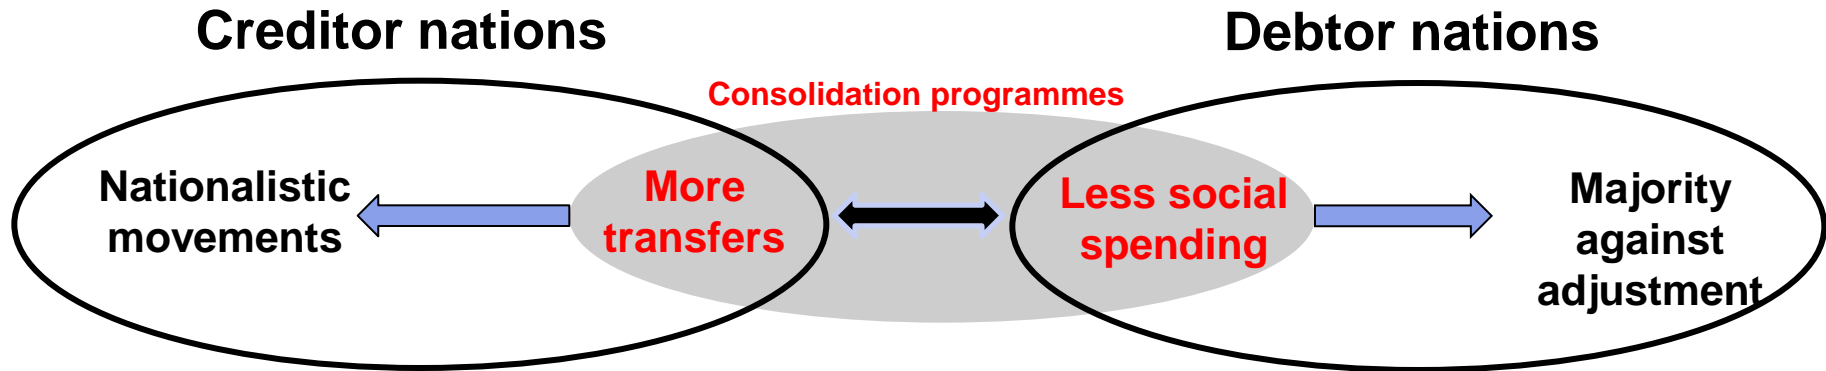 Creditor nations
Debtor nations
Consolidation programmes
Nationalistic
movements
More
transfers
Less social
spending
Majority
against
adjustment